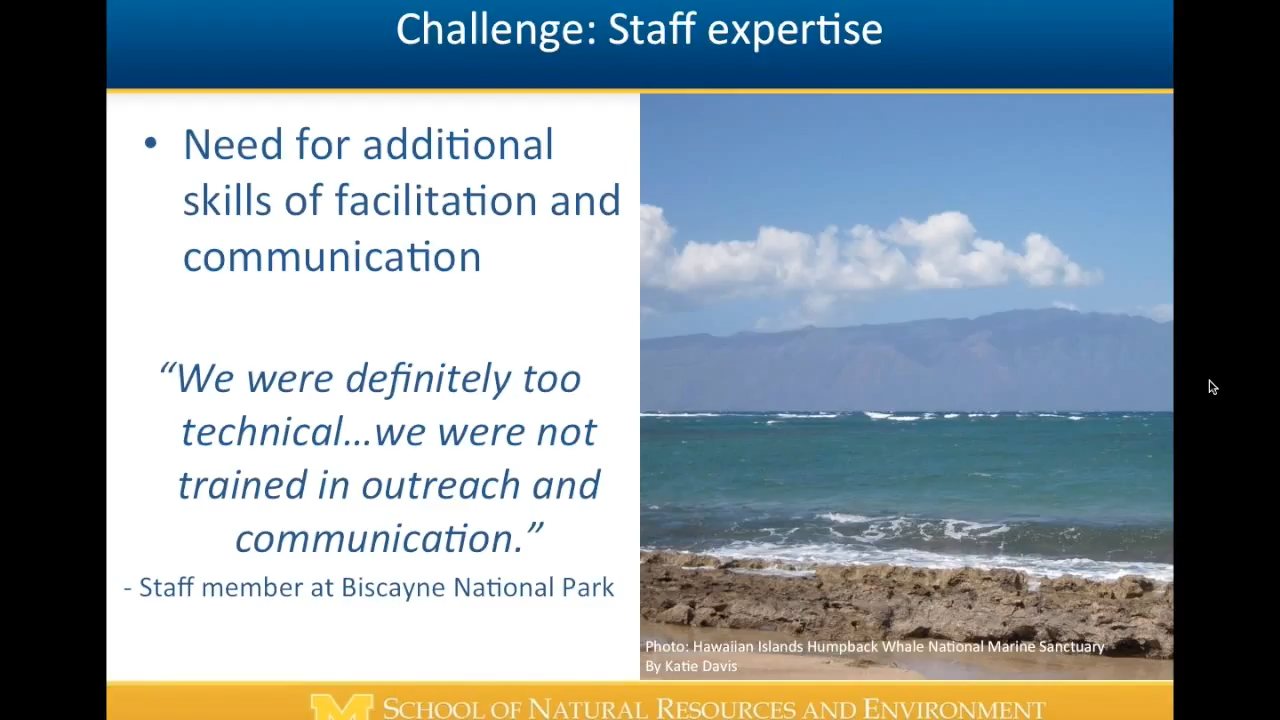 Challenge: Staff expertise
• Need for additional
skills of facilitation and
communication
“We were definitely too
technical…we were not
trained in outreach and
communication.”
- Staff member at Biscayne National Park
Photo: Hawaiian Islands Humpback Whale National Marine Sanctuary
By Katie Davis
M SCHOOL OF NATURAL RESOURCES AND ENVIRONMENT